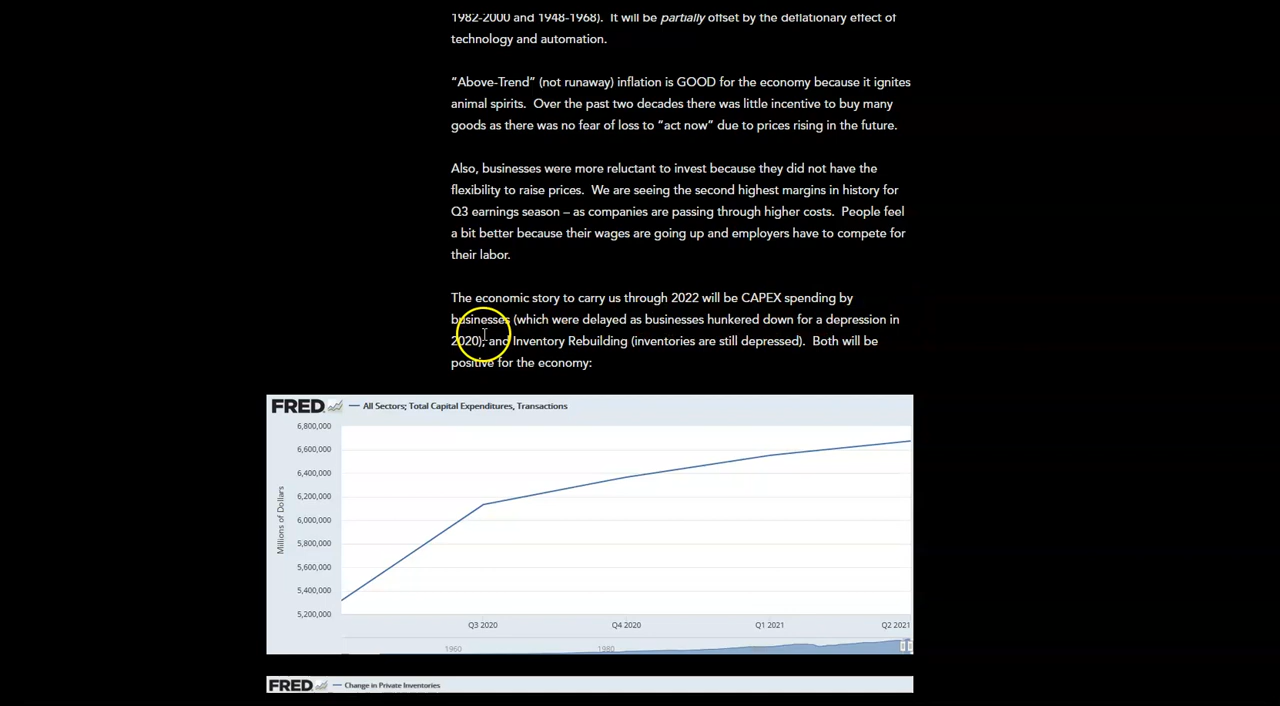 1982-2000 and 1948-1968). It will be partially offset by the deflationary effect of
technology and automation.
“Above-Trend” (not runaway) inflation is GOOD for the economy because it ignites
animal spirits. Over the past two decades there was little incentive to buy many
goods as there was no fear of loss to “act now” due to prices rising in the future.
Also, businesses were more reluctant to invest because they did not have the
flexibility to raise prices. We are seeing the second highest margins in history for
Q3 earnings season – as companies are passing through higher costs. People feel
a bit better because their wages are going up and employers have to compete for
their labor.
The economic story to carry us through 2022 will be CAPEX spending by
businesses (which were delayed as businesses hunkered down for a depression in
2020), and Inventory Rebuilding (inventories are still depressed). Both will be
positive for the economy:
FRED All Sectors; Total Capital Expenditures, Transactions
6,800,000
6,600,000
6,400,000
6,200,000
6,000,000
5,800,000
5,600,000
5,400,000
5,200,000
Millions of Dollars
Q3 2020 Q4 2020 Q1 2021 Q2 2021
1960 1980
FRED Change in Private Inventories